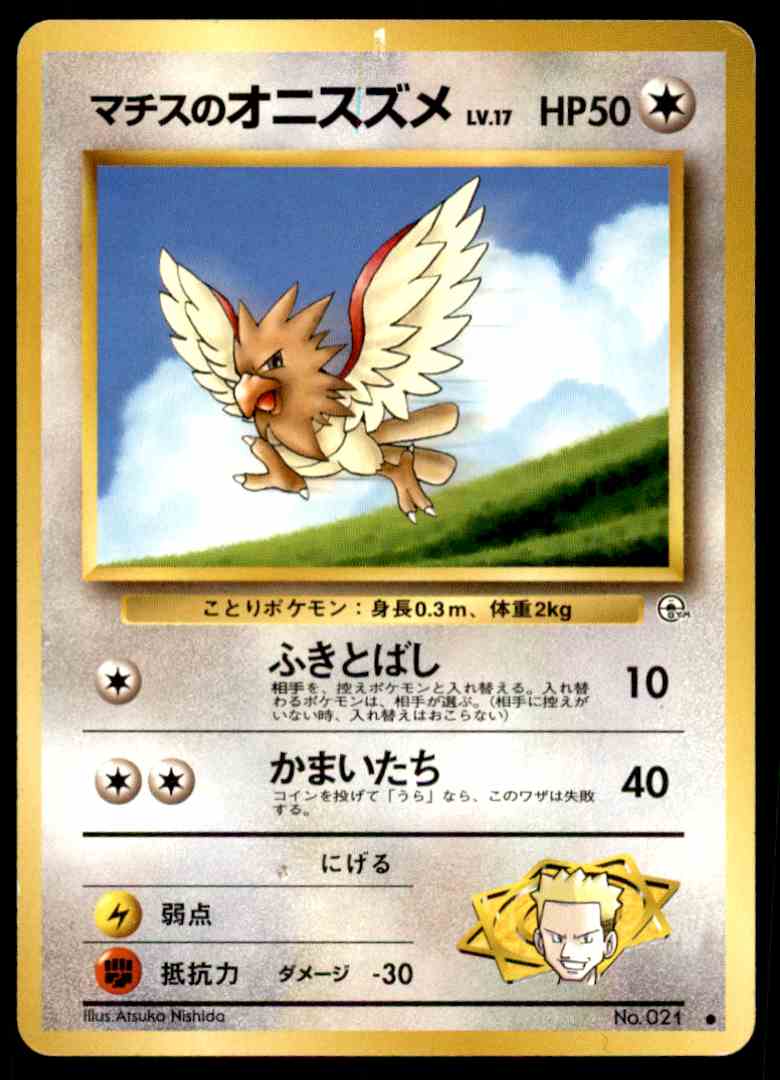 マチスのオニスズメ LV.17 HP50
ことりポケモン：身長0.3m、体重2kg
GYM
ふきとばし 10
相手を、控えポケモンと入れ替える。入れ替
わるポケモンは、相手が選ぶ。（相手に控えが
いない時、入れ替えはおこらない）
かまいたち 40
コインを投げて「うら」なら、このワザは失敗
する。
にげる
弱点
抵抗力 ダメージ -30
Illus.Atsuko Nishida No.021